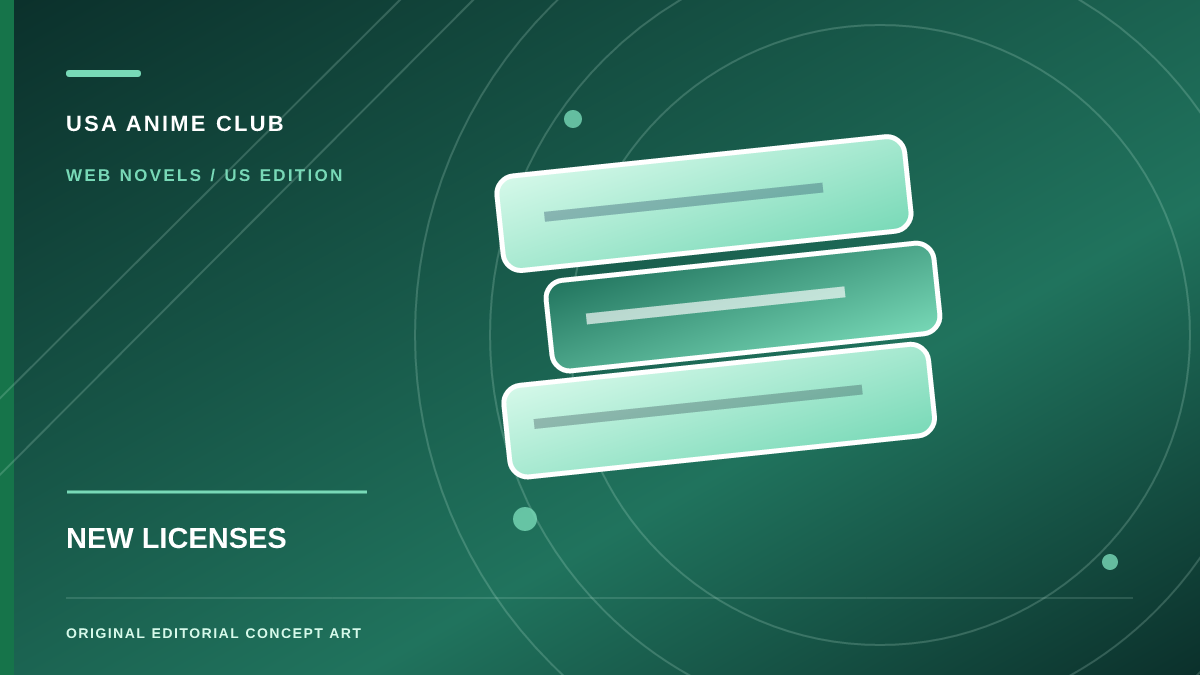 USA ANIME CLUB
WEB NOVELS / US EDITION
NEW LICENSES
ORIGINAL EDITORIAL CONCEPT ART